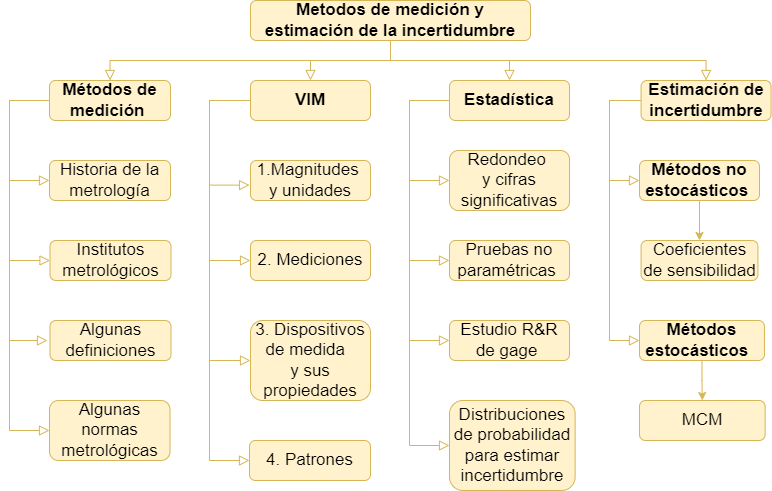 Metodos de medición y
estimación de la incertidumbre
Métodos de
medición
Historia de la
metrología
Institutos
metrológicos
Algunas
definiciones
Algunas
normas
metrológicas
VIM
1.Magnitudes
y unidades
2. Mediciones
3. Dispositivos
de medida
y sus
propiedades
4. Patrones
Estadística
Redondeo
y cifras
significativas
Pruebas no
paramétricas
Estudio R&R
de gage
Distribuciones
de probabilidad
para estimar
incertidumbre
Estimación de
incertidumbre
Métodos no
estocásticos
Coeficientes
de sensibilidad
Métodos
estocásticos
MCM